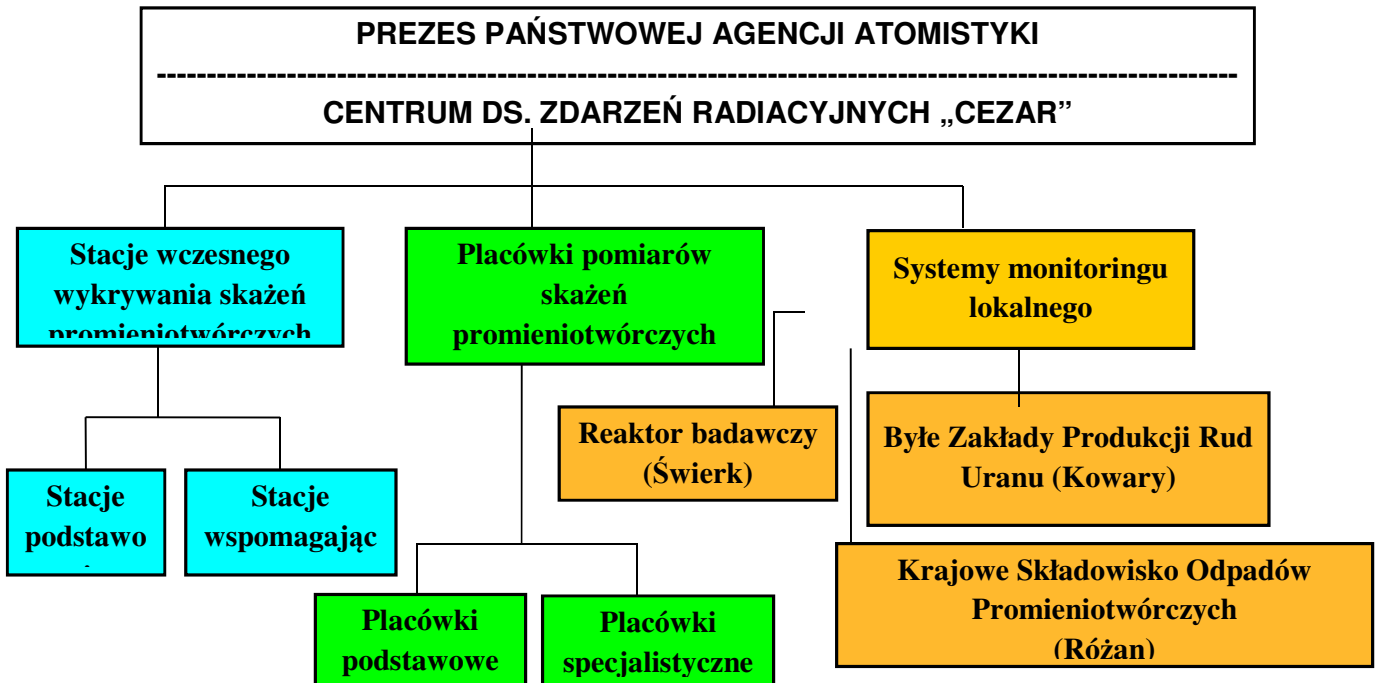 PREZES PAŃSTWOWEJ AGENCJI ATOMISTYKI
CENTRUM DS. ZDARZEŃ RADIACYJNYCH „CEZAR”
Stacje wczesnego
wykrywania skażeń
promieniotwórczych
Placówki pomiarów
skażeń
promieniotwórczych
Systemy monitoringu
lokalnego
Stacje
podstawo
Stacje
wspomagając
Placówki
podstawowe
Placówki
specjalistyczne
Reaktor badawczy
(Świerk)
Byłe Zakłady Produkcji Rud
Uranu (Kowary)
Krajowe Składowisko Odpadów
Promieniotwórczych
(Różan)